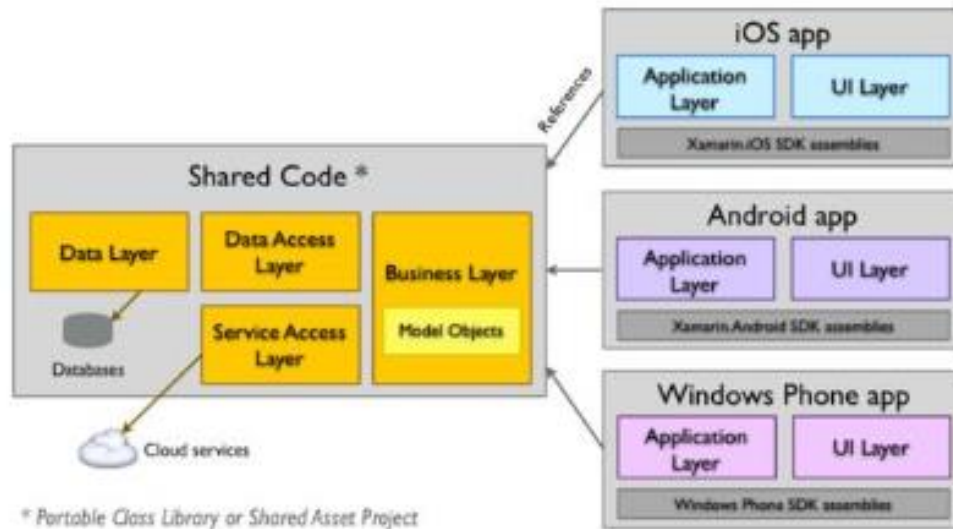 iOS app
Application
Layer
UI Layer
Xamarin.iOS SDK assemblies
References
Shared Code *
Data Layer
Data Access
Layer
Business Layer
Model Objects
Service Access
Layer
Databases
Cloud services
Android app
Application
Layer
UI Layer
Xamarin.Android SDK assemblies
Windows Phone app
Application
Layer
UI Layer
Windows Phone SDK assemblies
* Portable Class Library or Shared Asset Project